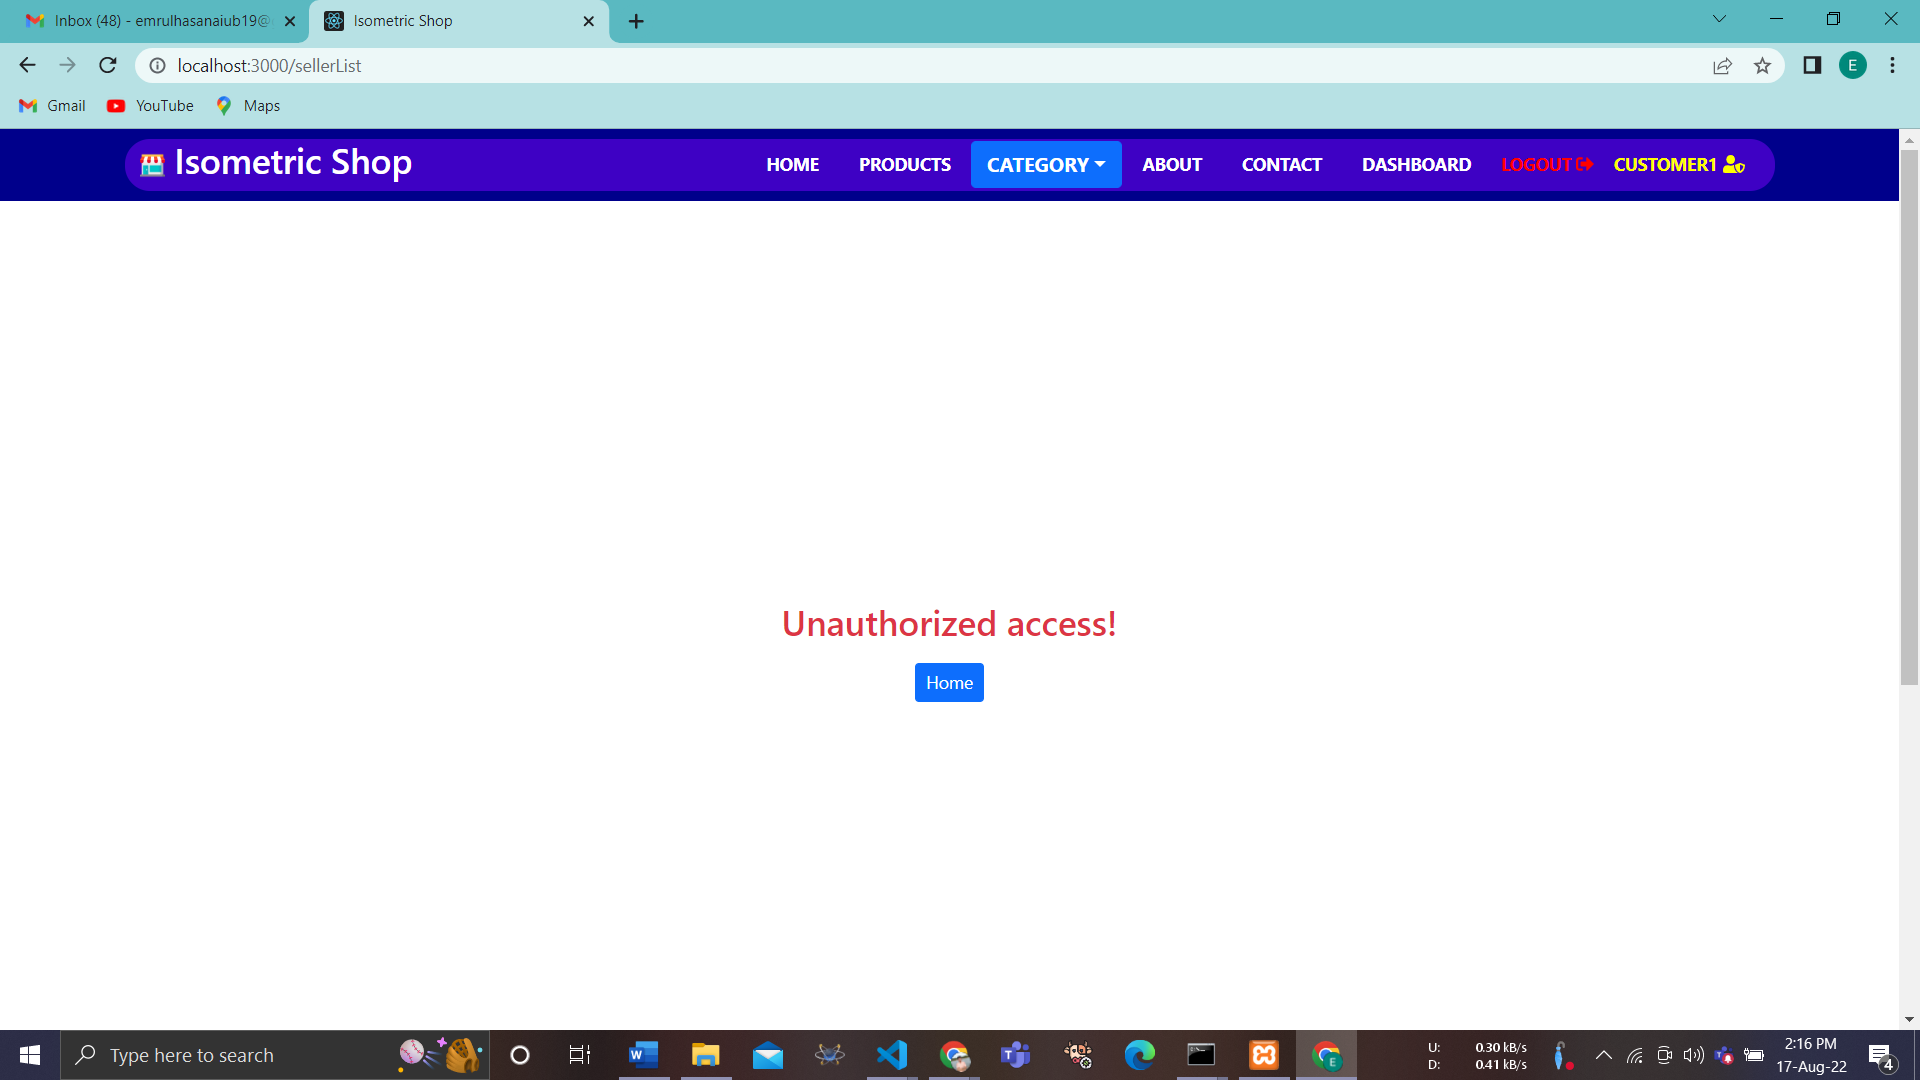 Inbox (48) - emrulhasanaiub19@
Isometric Shop
localhost:3000/sellerList
E
Gmail
YouTube
Maps
Isometric Shop
HOME
PRODUCTS
CATEGORY
ABOUT
CONTACT
DASHBOARD
LOGOUT
CUSTOMER1
Unauthorized access!
Home
Type here to search
U: 0.30 kB/s
D: 0.41 kB/s
2:16 PM
17-Aug-22
4